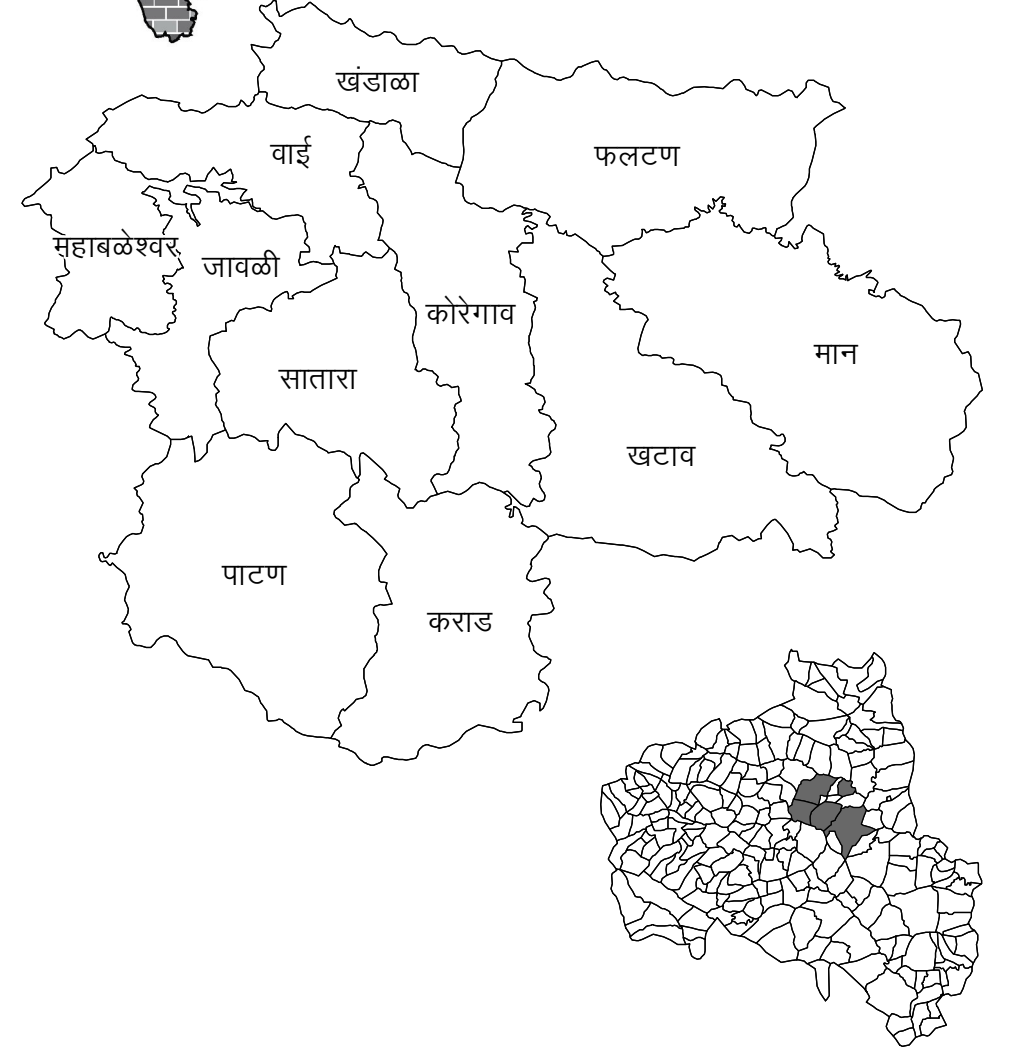 खंडाळा
वाई
फलटण
महाबळेश्वर
जावळी
कोरेगाव
मान
सातारा
खटाव
पाटण
कराड